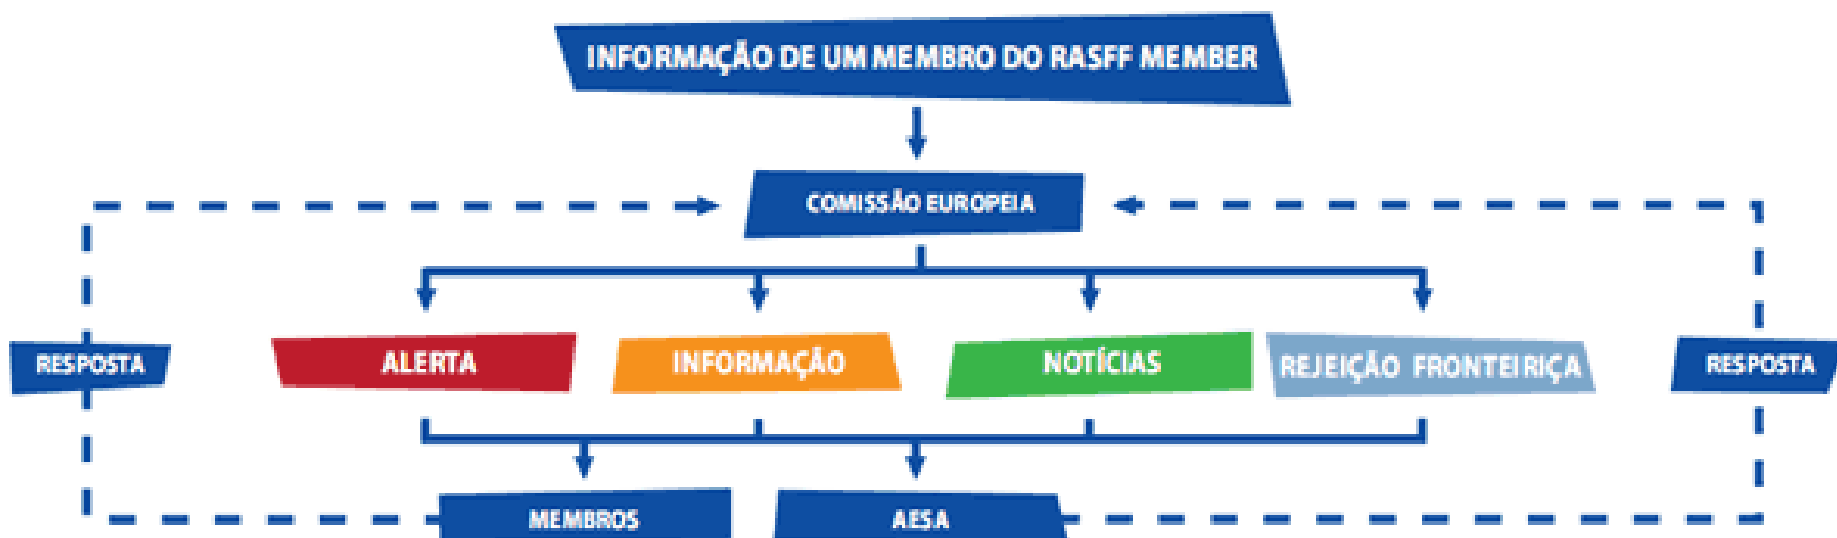 INFORMAÇÃO DE UM MEMBRO DO RASFF MEMBER
COMISSÃO EUROPEIA
RESPOSTA
ALERTA
INFORMAÇÃO
NOTÍCIAS
REJEIÇÃO FRONTEIRIÇA
RESPOSTA
MEMBROS
AESA